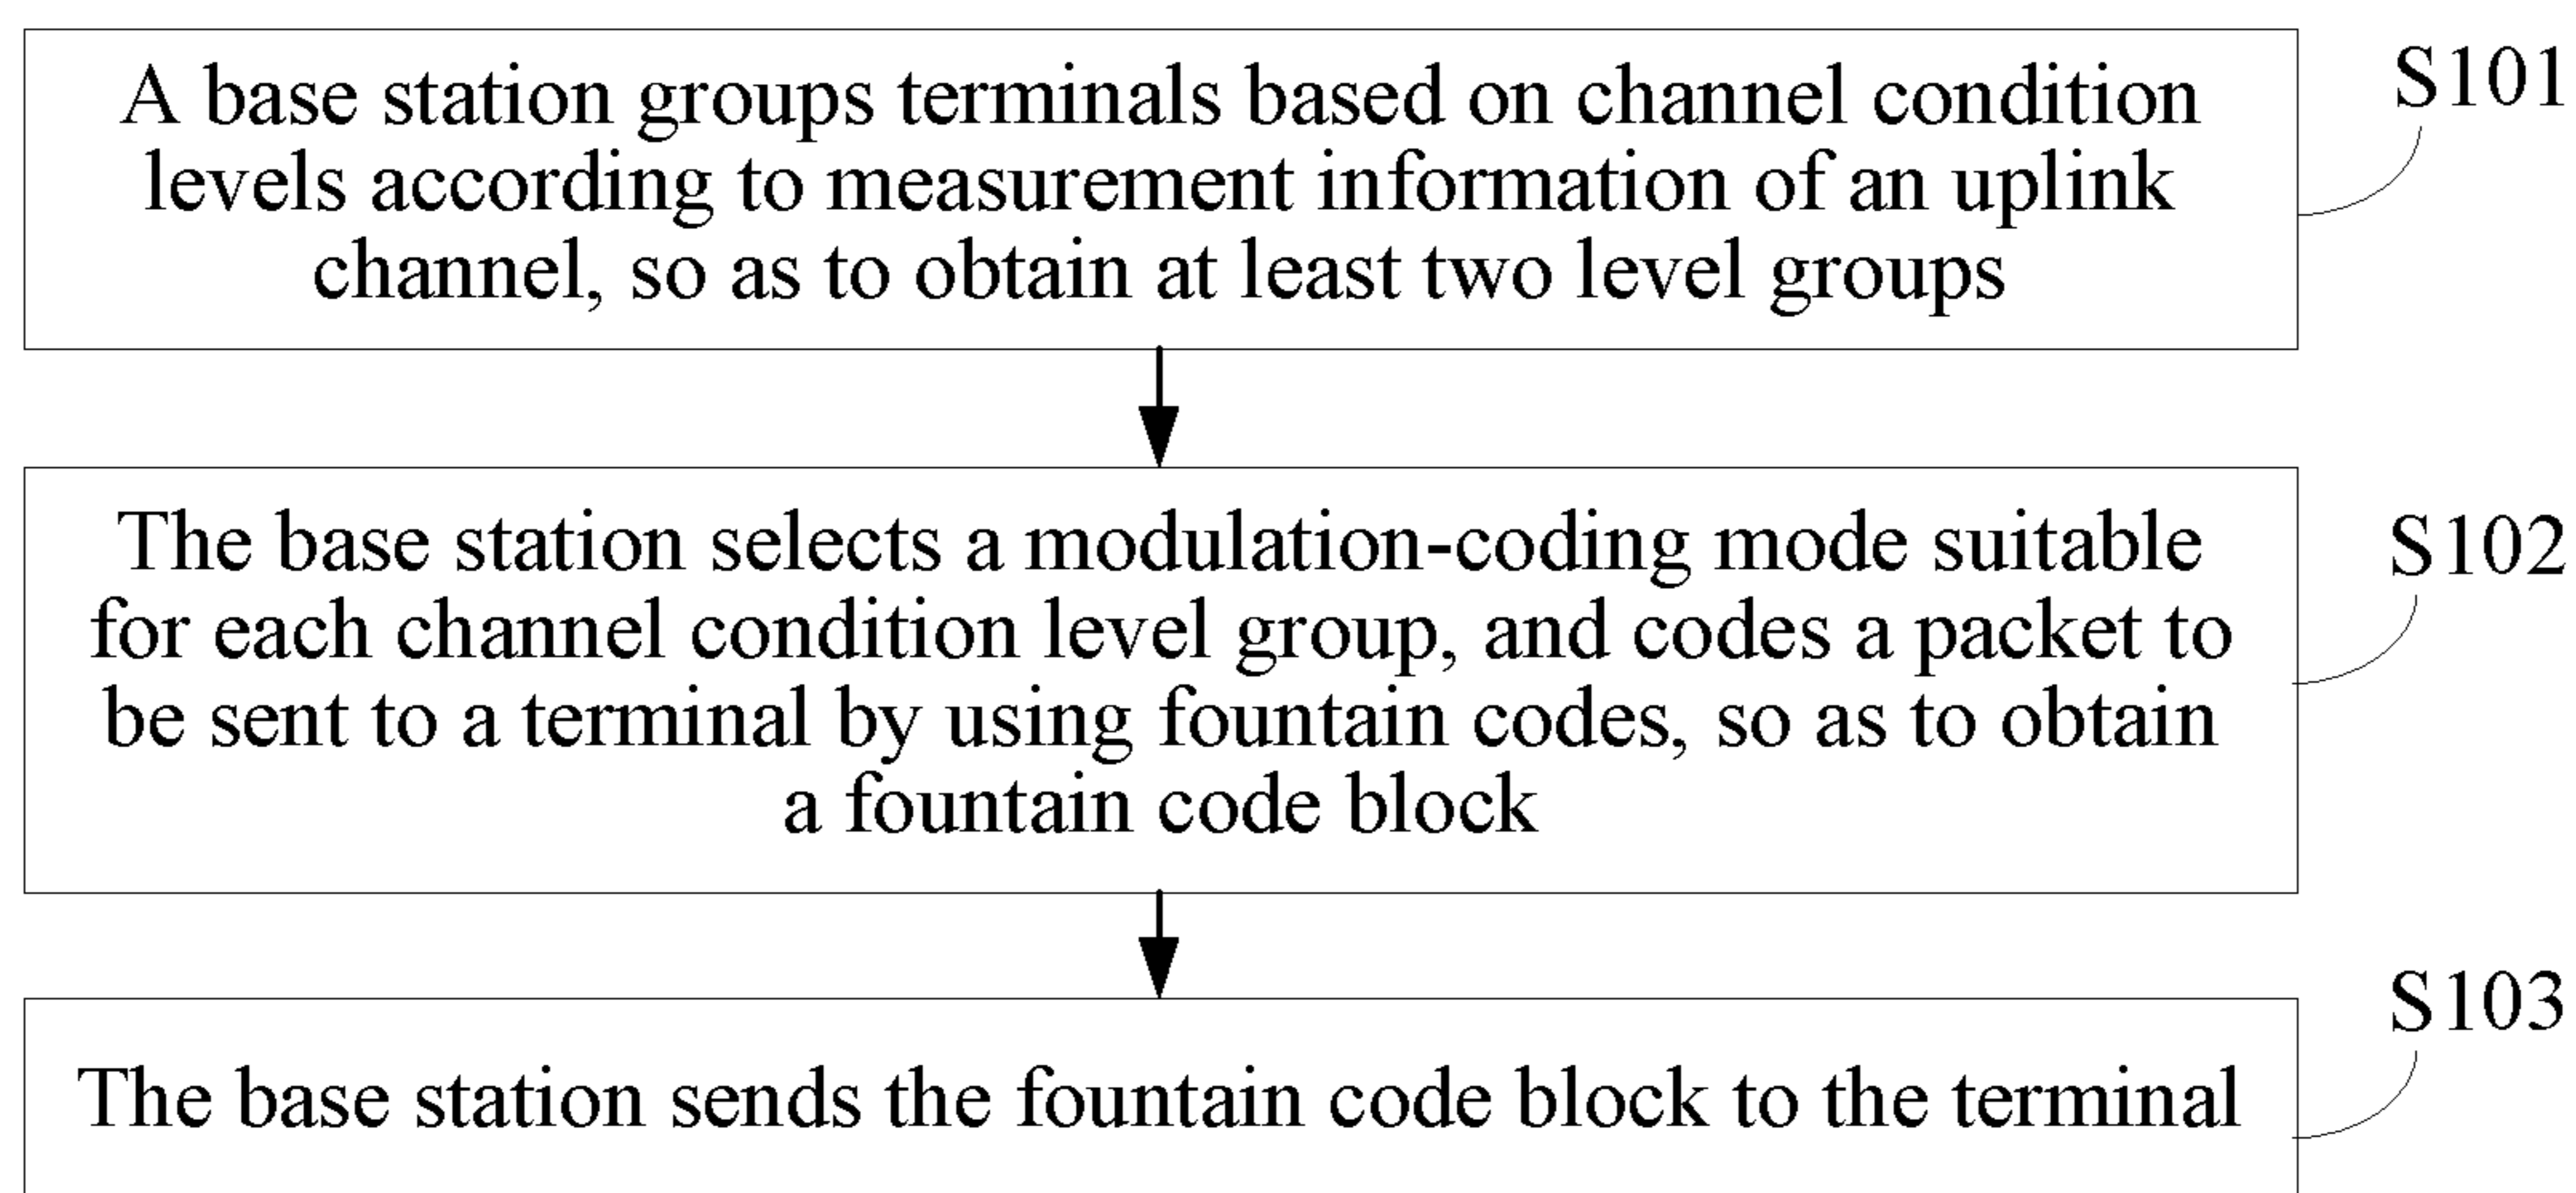 A base station groups terminals based on channel condition
levels according to measurement information of an uplink
channel, so as to obtain at least two level groups
S101
The base station selects a modulation-coding mode suitable
for each channel condition level group, and codes a packet to
be sent to a terminal by using fountain codes, so as to obtain
a fountain code block
S102
The base station sends the fountain code block to the terminal
S103